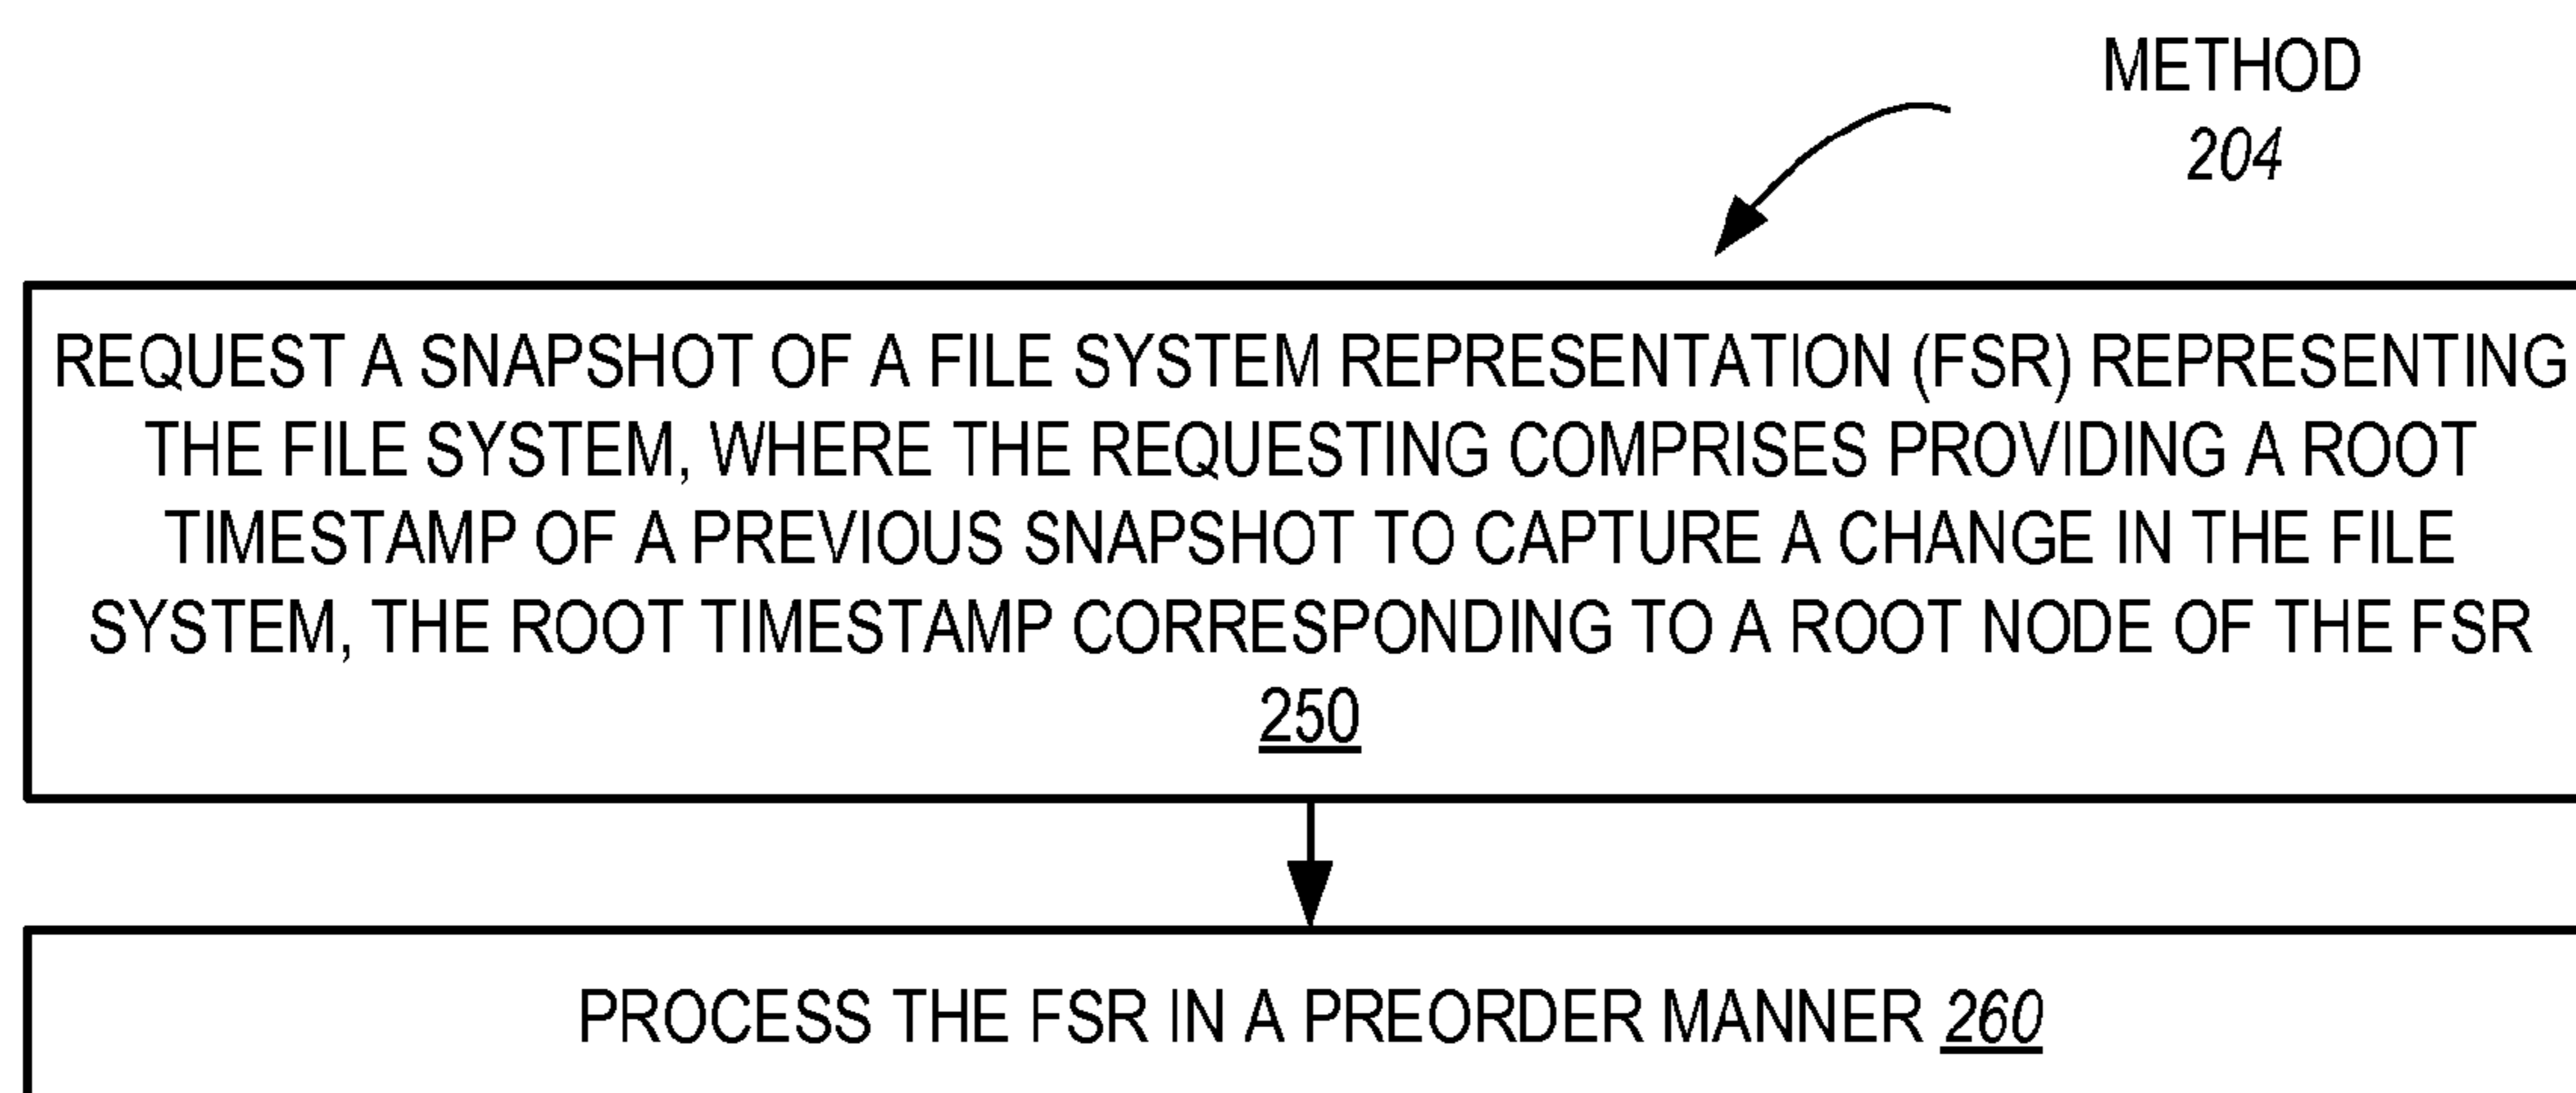 METHOD
204
REQUEST A SNAPSHOT OF A FILE SYSTEM REPRESENTATION (FSR) REPRESENTING
THE FILE SYSTEM, WHERE THE REQUESTING COMPRISES PROVIDING A ROOT
TIMESTAMP OF A PREVIOUS SNAPSHOT TO CAPTURE A CHANGE IN THE FILE
SYSTEM, THE ROOT TIMESTAMP CORRESPONDING TO A ROOT NODE OF THE FSR
250
PROCESS THE FSR IN A PREORDER MANNER 260